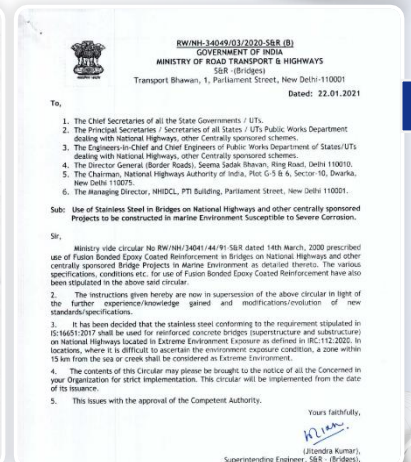 RW/NH-34049/03/2020-S&R (B)
GOVERNMENT OF INDIA
MINISTRY OF ROAD TRANSPORT & HIGHWAYS
S&R -(Bridges)
Transport Bhawan, 1, Parliament Street, New Delhi-110001
Dated: 22.01.2021
To,
1. The Chief Secretaries of all the State Governments / UTs.
2. The Principal Secretaries / Secretaries of all States / UTs Public Works Department
dealing with National Highways, other Centrally sponsored schemes.
3. The Engineers-in-Chief and Chief Engineers of Public Works Department of States/UTs
dealing with National Highways, other Centrally sponsored schemes.
4. The Director General (Border Roads), Seema Sadak Bhavan, Ring Road, Delhi 110010.
5. The Chairman, National Highways Authority of India, Plot G-5 & 6, Sector-10, Dwarka,
New Delhi 110075.
6. The Managing Director, NHIDCL, PTI Building, Parliament Street, New Delhi 110001.
Sub: Use of Stainless Steel in Bridges on National Highways and other centrally sponsored
Projects to be constructed in marine Environment Susceptible to Severe Corrosion.
Sir,
Ministry vide circular No RW/NH/34041/44/91-S&R dated 14th March, 2000 prescribed
use of Fusion Bonded Epoxy Coated Reinforcement in Bridges on National Highways and other
centrally sponsored Bridge Projects in Marine Environment as detailed thereto. The various
specifications, conditions etc. for use of Fusion Bonded Epoxy Coated Reinforcement have also
been stipulated in the above said circular.
2. The instructions given hereby are now in supersession of the above circular in light of
the further experience/knowledge gained and modifications/evolution of new
standards/specifications.
3. It has been decided that the stainless steel conforming to the requirement stipulated in
IS:16651:2017 shall be used for reinforced concrete bridges (superstructure and substructure)
on National Highways located in Extreme Environment Exposure as defined in IRC:112:2020. In
locations, where it is difficult to ascertain the environment exposure condition, a zone within
15 km from the sea or creek shall be considered as Extreme Environment.
4. The contents of this Circular may please be brought to the notice of all the Concerned in
your Organization for strict implementation. This circular will be implemented from the date
of its issuance.
5. This issues with the approval of the Competent Authority.
Yours faithfully,
(Jitendra Kumar),
Superintending Engineer, S&R - (Bridges),